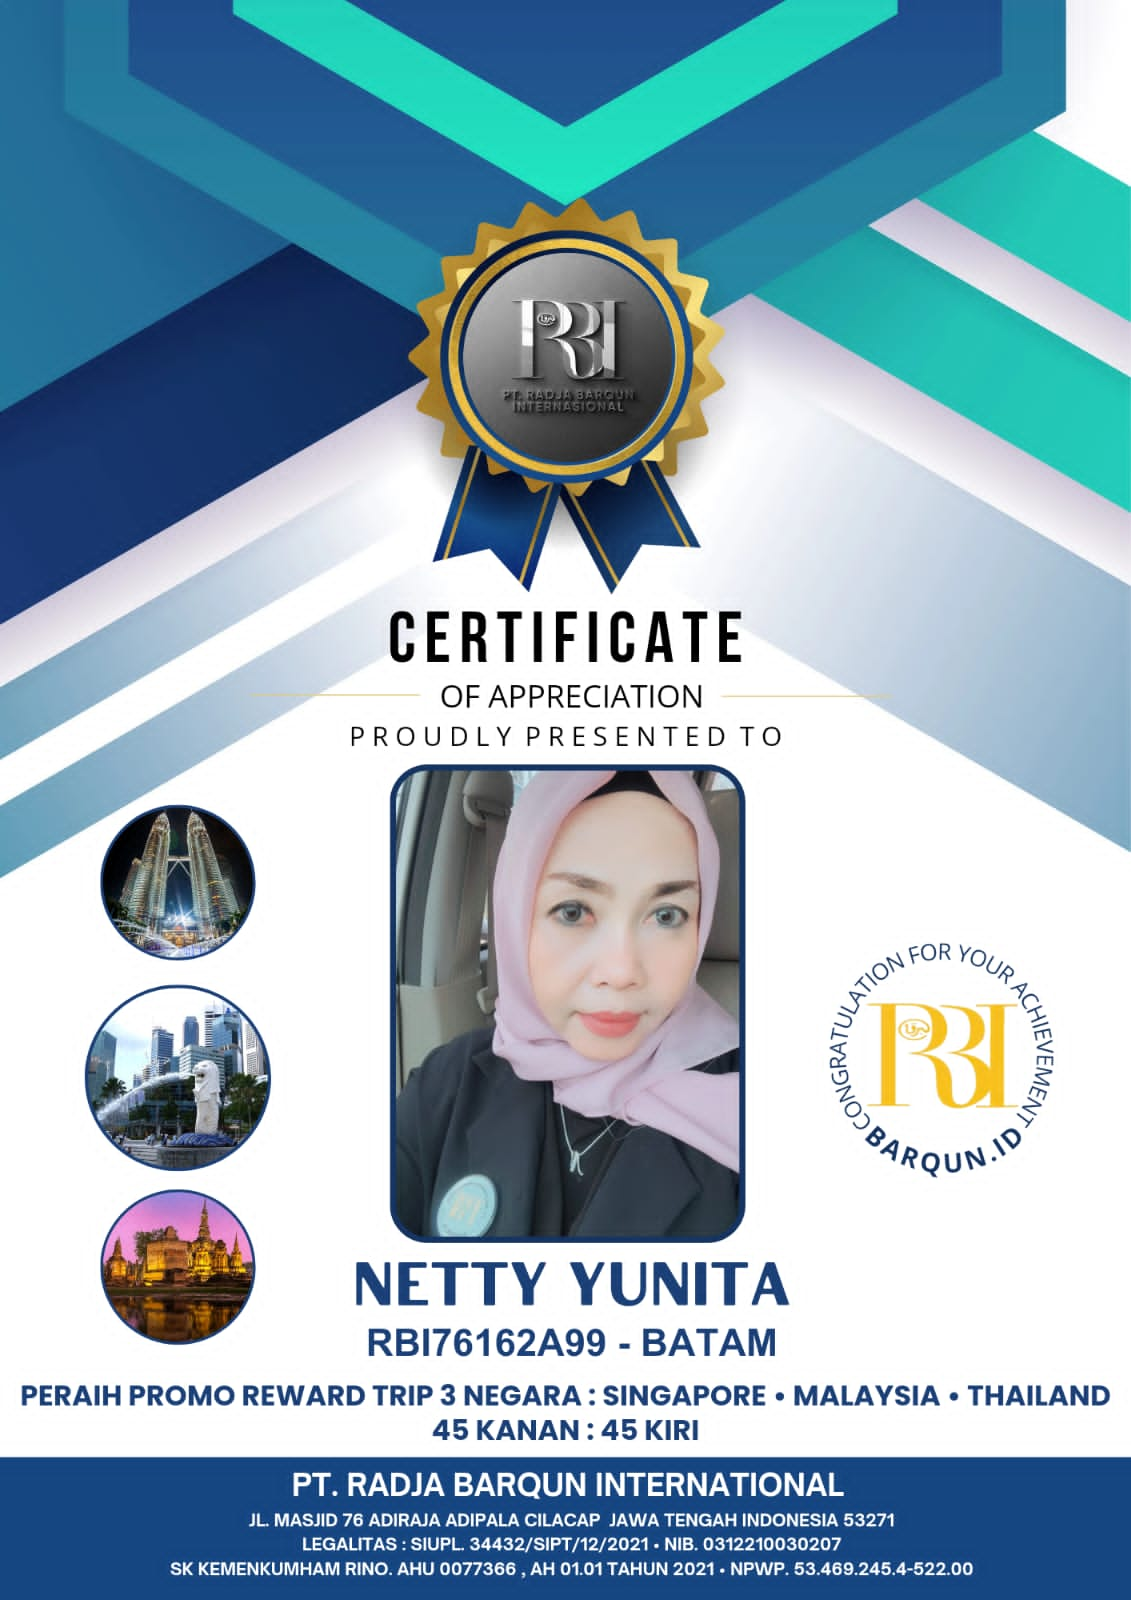 RBI
PT. RADJA BARQUN
INTERNASIONAL
CERTIFICATE
OF APPRECIATION
PROUDLY PRESENTED TO
CONGRATULATION FOR YOUR ACHIEVEMENT
RBI
BARQUN.ID
RBI
NETTY YUNITA
RBI76162A99 - BATAM
PERAIH PROMO REWARD TRIP 3 NEGARA : SINGAPORE • MALAYSIA • THAILAND
45 KANAN : 45 KIRI
PT. RADJA BARQUN INTERNATIONAL
JL. MASJID 76 ADIRAJA ADIPALA CILACAP JAWA TENGAH INDONESIA 53271
LEGALITAS : SIUPL. 34432/SIPT/12/2021 • NIB. 0312210030207
SK KEMENKUMHAM RINO. AHU 0077366 , AH 01.01 TAHUN 2021 • NPWP. 53.469.245.4-522.00